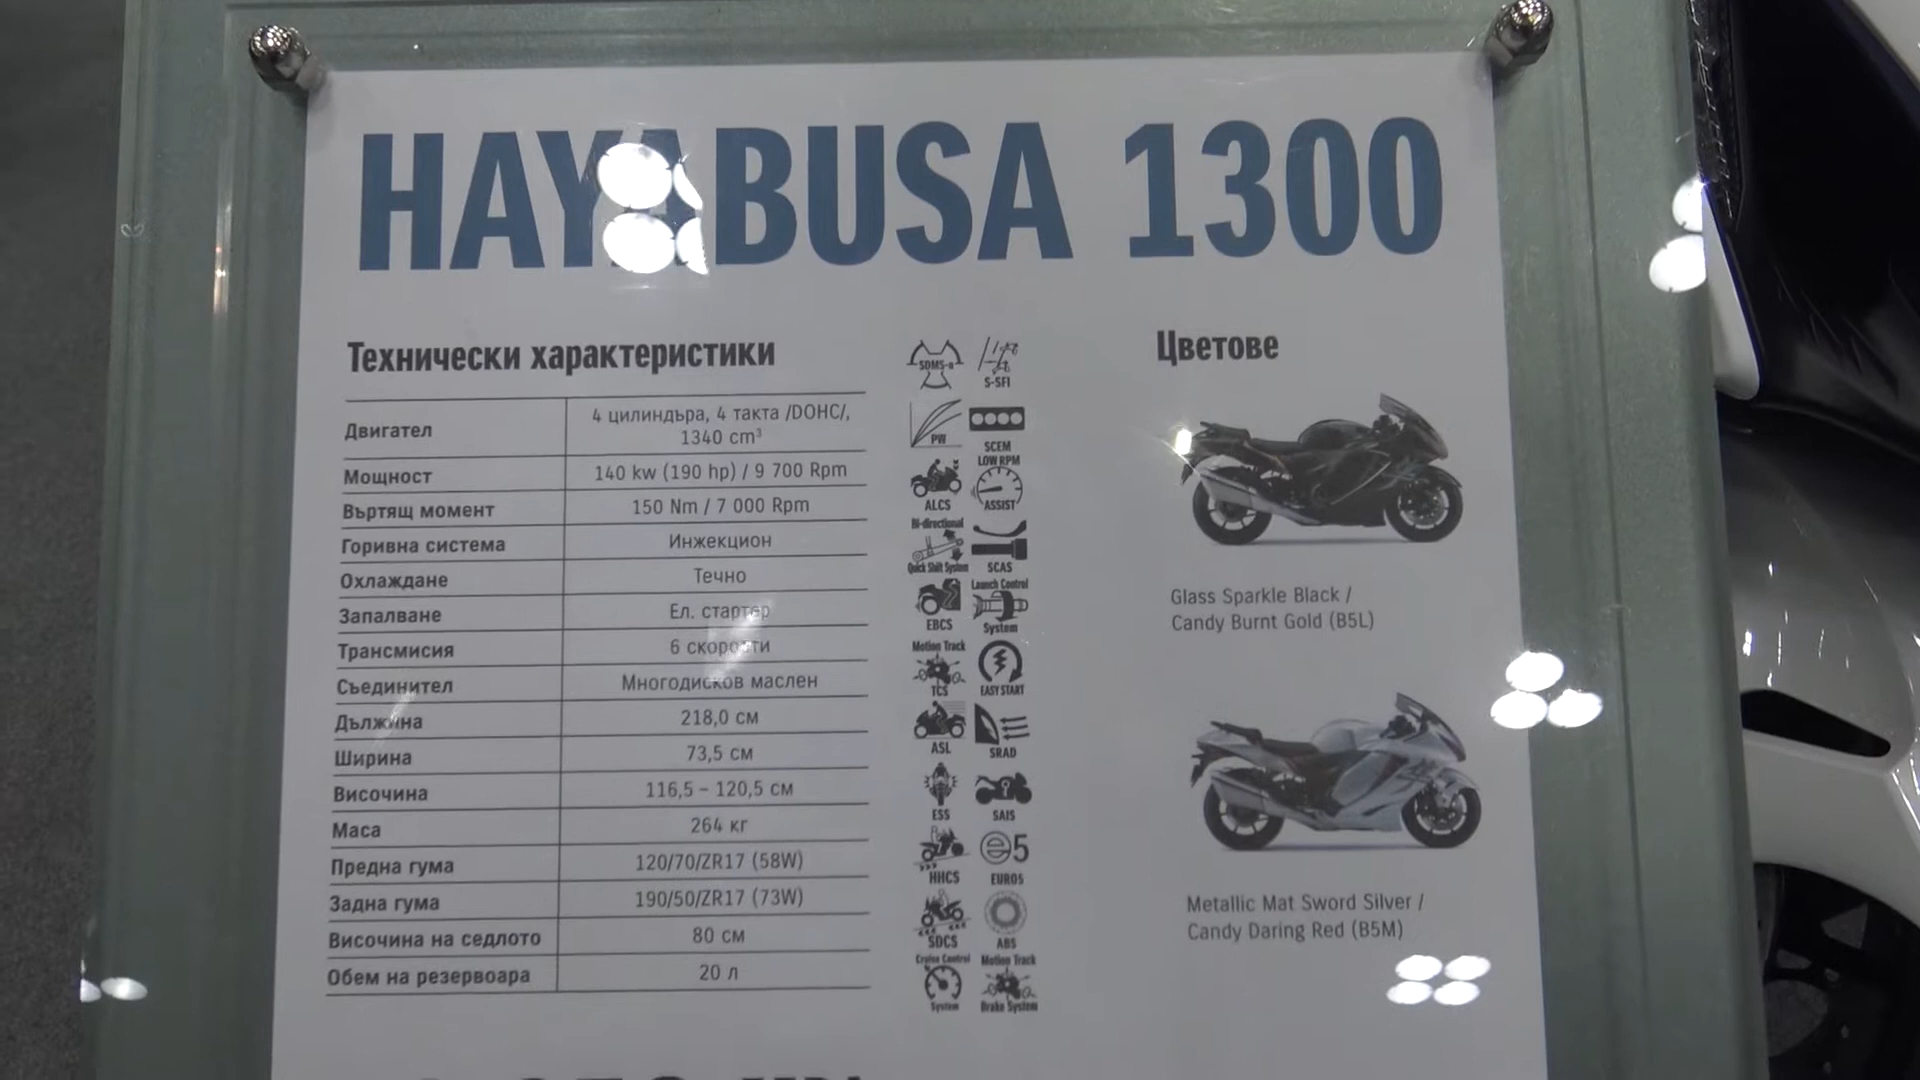 HAYABUSA 1300
Технически характеристики
Двигател 4 цилиндъра, 4 такта /DOHC/,
1340 cm³
Мощност 140 kw (190 hp) / 9 700 Rpm
Въртящ момент 150 Nm / 7 000 Rpm
Горивна система Инжекцион
Охлаждане Течно
Запалване Ел. стартер
Трансмисия 6 скорости
Съединител Многодисков маслен
Дължина 218,0 см
Ширина 73,5 см
Височина 116,5 – 120,5 см
Маса 264 кг
Предна гума 120/70/ZR17 (58W)
Задна гума 190/50/ZR17 (73W)
Височина на седлото 80 см
Обем на резервоара 20 л
SDMS-α S-SFI
PW SCEM
LOW RPM
ALCS ASSIST
Bi-directional
Quick Shift System SCAS
Launch Control
EBCS System
Motion Track
TCS EASY START
ASL SRAD
ESS SAIS
e5
HHCS EURO5
SDCS ABS
Cruise Control Motion Track
System Brake System
Цветове
Glass Sparkle Black /
Candy Burnt Gold (B5L)
Metallic Mat Sword Silver /
Candy Daring Red (B5M)